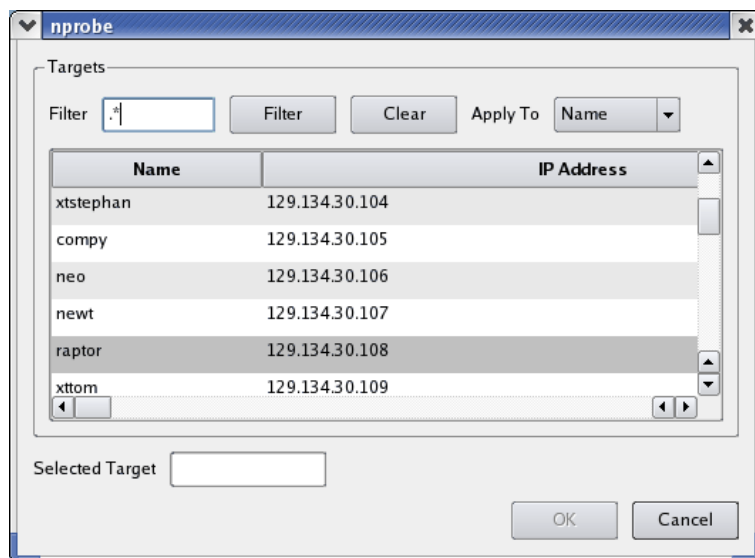 nprobe
Targets
Filter .* Filter Clear Apply To Name
Name IP Address
xtstephan 129.134.30.104
compy 129.134.30.105
neo 129.134.30.106
newt 129.134.30.107
raptor 129.134.30.108
xttom 129.134.30.109
Selected Target
OK Cancel